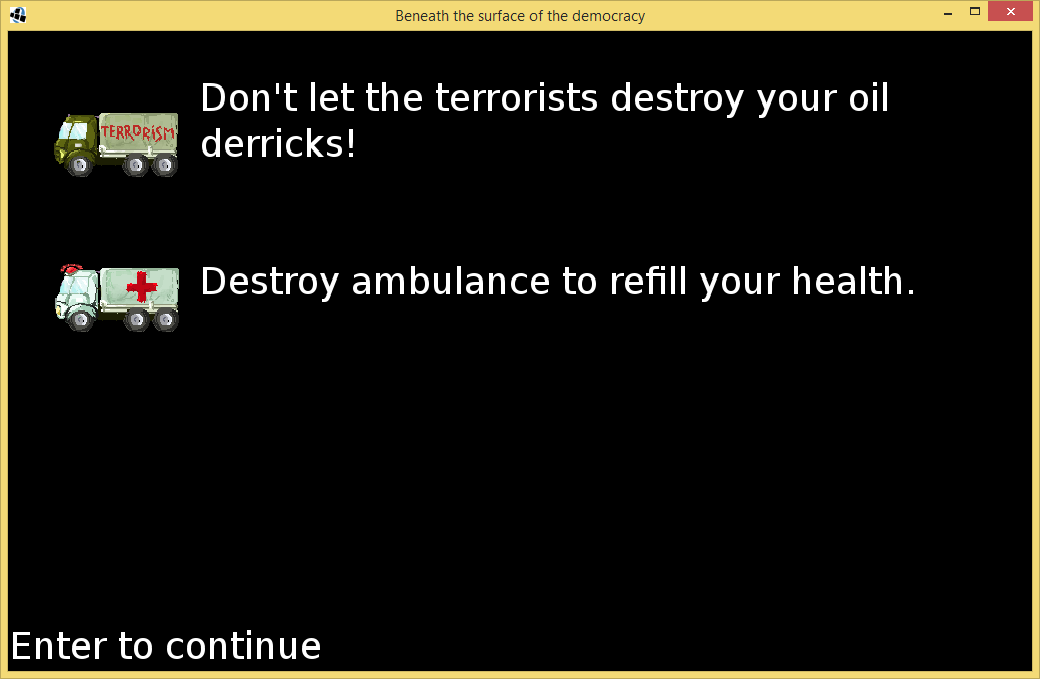 Beneath the surface of the democracy
Don't let the terrorists destroy your oil
derricks!
TERRORISM
Destroy ambulance to refill your health.
Enter to continue